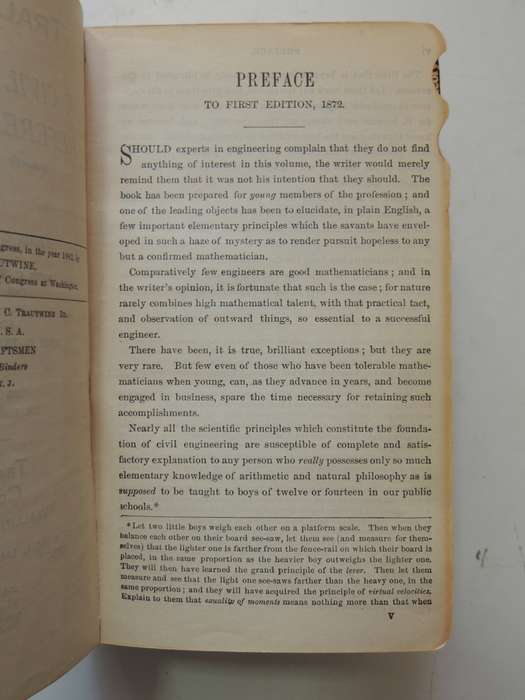 PREFACE
TO FIRST EDITION, 1872.
SHOULD experts in engineering complain that they do not find
anything of interest in this volume, the writer would merely
remind them that it was not his intention that they should. The
book has been prepared for young members of the profession; and
one of the leading objects has been to elucidate, in plain English, a
few important elementary principles which the savants have envel-
oped in such a haze of mystery as to render pursuit hopeless to any
but a confirmed mathematician.
Comparatively few engineers are good mathematicians; and in
the writer's opinion, it is fortunate that such is the case; for nature
rarely combines high mathematical talent, with that practical tact,
and observation of outward things, so essential to a successful
engineer.
There have been, it is true, brilliant exceptions; but they are
very rare. But few even of those who have been tolerable mathe-
maticians when young, can, as they advance in years, and become
engaged in business, spare the time necessary for retaining such
accomplishments.
Nearly all the scientific principles which constitute the founda-
tion of civil engineering are susceptible of complete and satis-
factory explanation to any person who really possesses only so much
elementary knowledge of arithmetic and natural philosophy as is
supposed to be taught to boys of twelve or fourteen in our public
schools.*
*Let two little boys weigh each other on a platform scale. Then when they
balance each other on their board see-saw, let them see (and measure for them-
selves) that the lighter one is farther from the fence-rail on which their board is
placed, in the same proportion as the heavier boy outweighs the lighter one.
They will then have learned the grand principle of the lever. Then let them
measure and see that the light one see-saws farther than the heavy one, in the
same proportion; and they will have acquired the principle of virtual velocities.
Explain to them that equality of moments means nothing more than that when
V
gress, in the year 1882, by
UTWINE,
Congress at Washington.
C. TRAUTWINE JR.
S. A.
FTSMEN
Binders